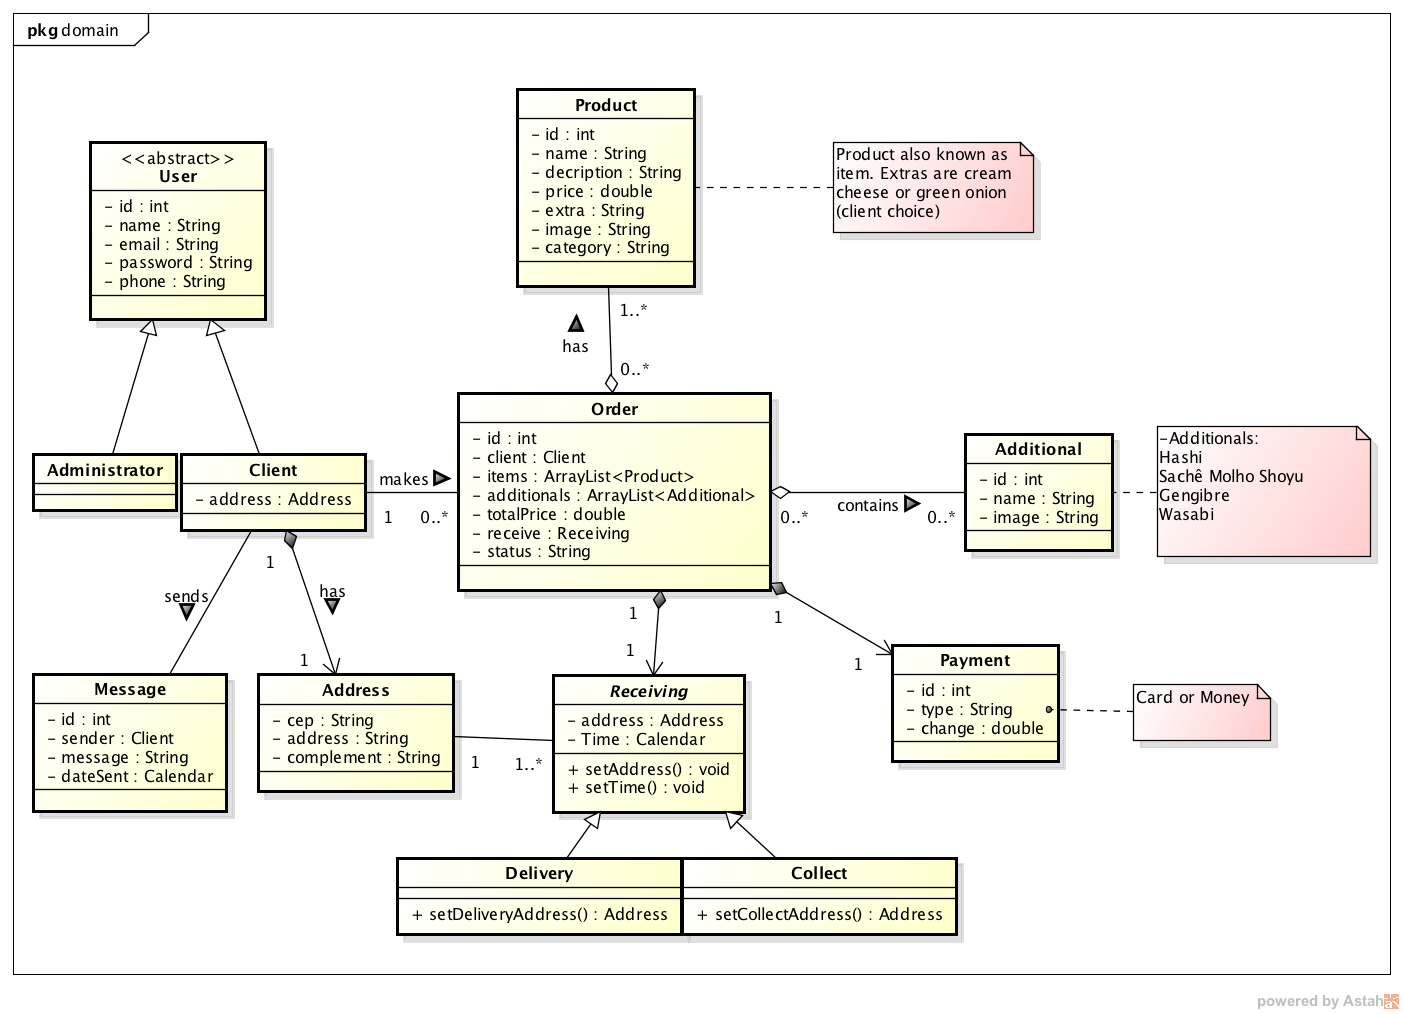 pkg domain
Product
- id : int
- name : String
- decription : String
- price : double
- extra : String
- image : String
- category : String
Product also known as
item. Extras are cream
cheese or green onion
(client choice)
<<abstract>>
User
- id : int
- name : String
- email : String
- password : String
- phone : String
1..*
has
0..*
Administrator
Client
- address : Address
makes
1
0..*
Order
- id : int
- client : Client
- items : ArrayList<Product>
- additionals : ArrayList<Additional>
- totalPrice : double
- receive : Receiving
- status : String
0..*
contains
0..*
Additional
- id : int
- name : String
- image : String
-Additionals:
Hashi
Sachê Molho Shoyu
Gengibre
Wasabi
sends
1
has
1
1
1
1
1
Message
- id : int
- sender : Client
- message : String
- dateSent : Calendar
Address
- cep : String
- address : String
- complement : String
1
1..*
Receiving
- address : Address
- Time : Calendar
+ setAddress() : void
+ setTime() : void
Payment
- id : int
- type : String
- change : double
Card or Money
Delivery
+ setDeliveryAddress() : Address
Collect
+ setCollectAddress() : Address
powered by Astah